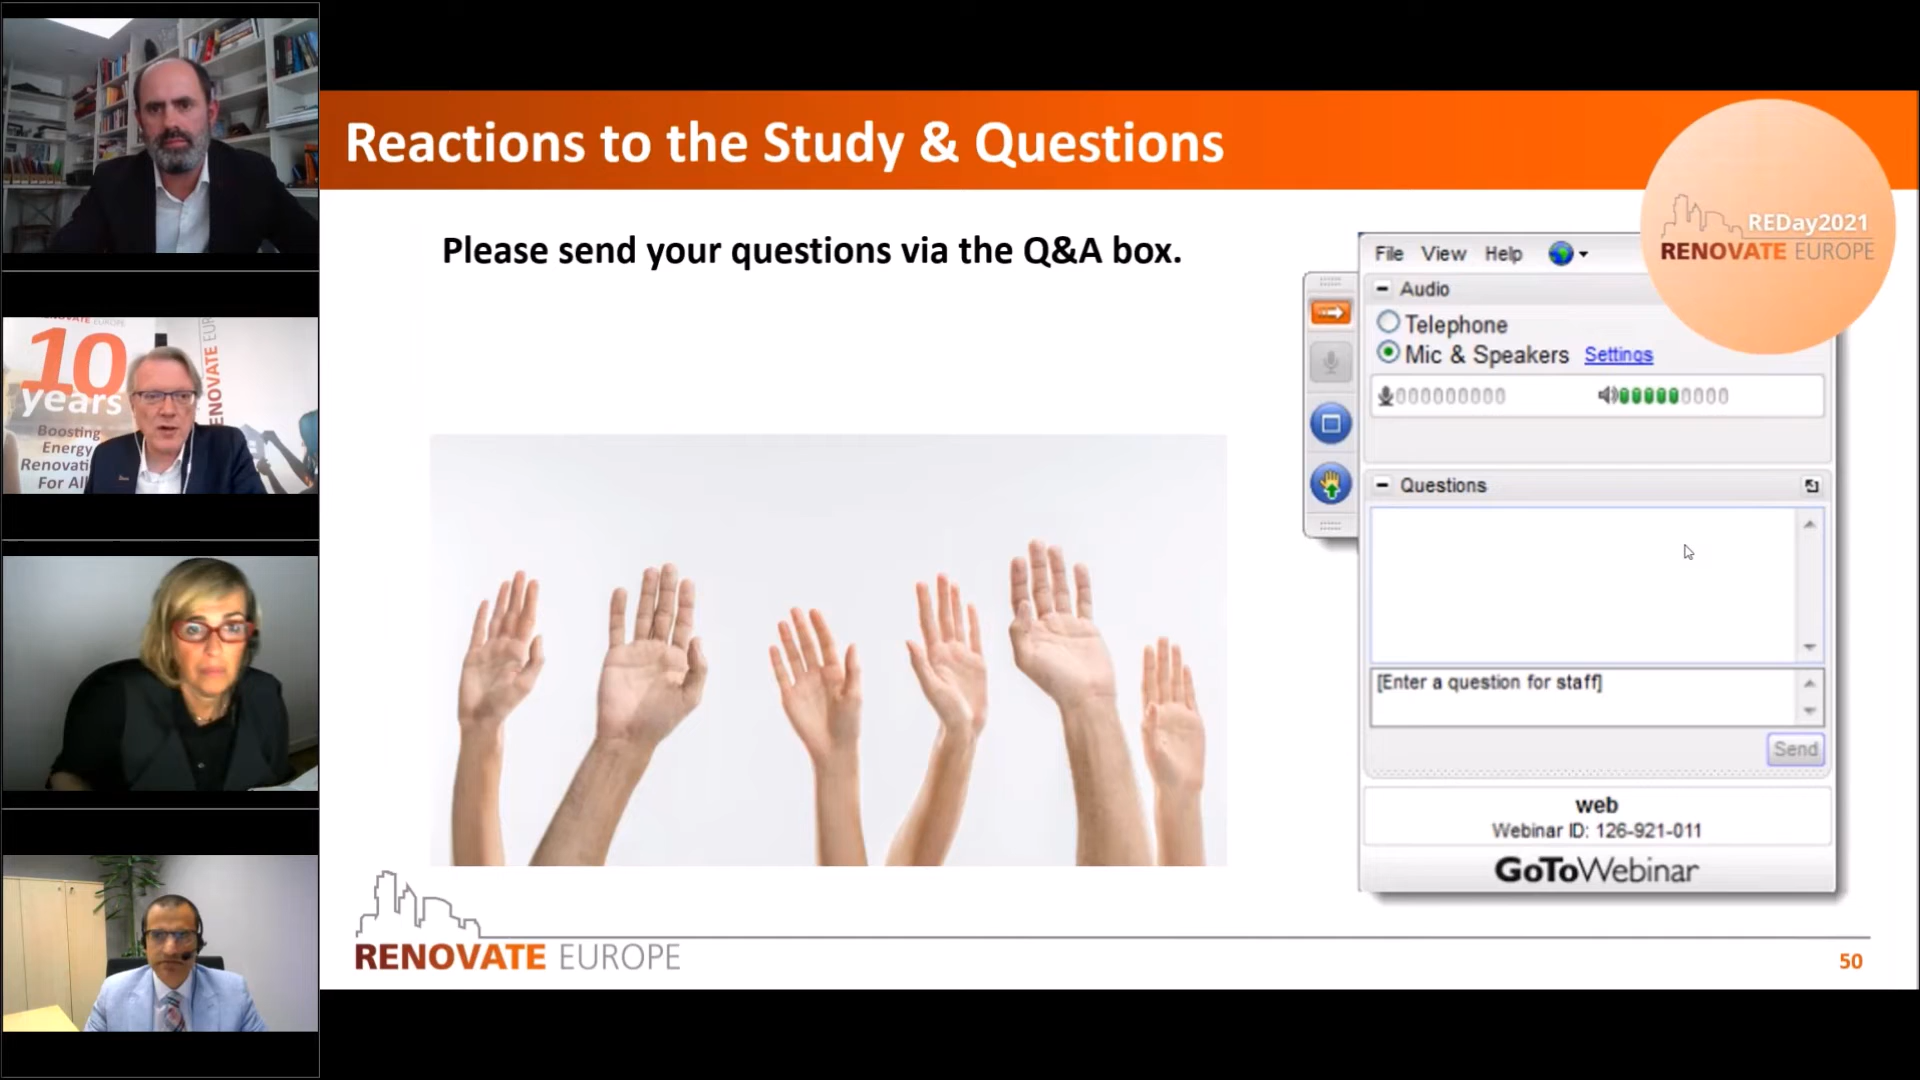 Reactions to the Study & Questions
REDay2021
RENOVATE EUROPE
Please send your questions via the Q&A box.
File View Help
Audio
Telephone
Mic & Speakers Settings
Questions
[Enter a question for staff]
Send
web
Webinar ID: 126-921-011
GoToWebinar
RENOVATE EUROPE
50
10
years
Boosting
Energy
For All
RENOVATE EUR